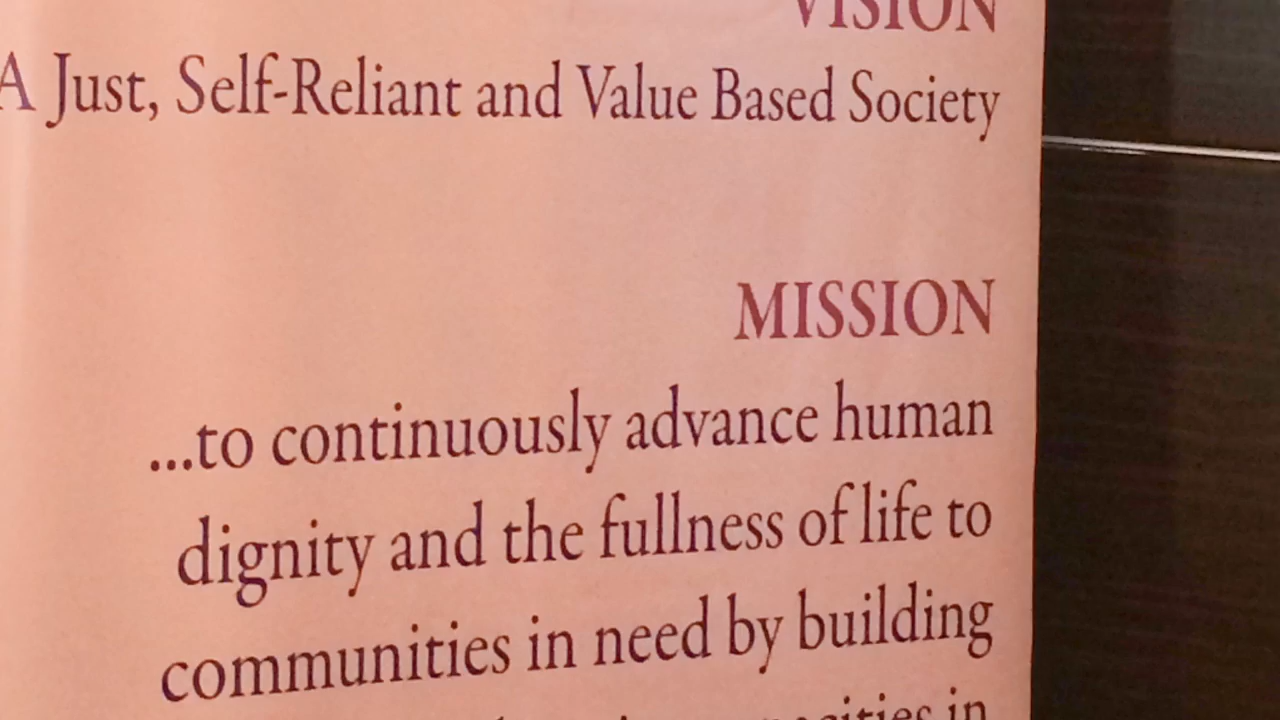 VISION
A Just, Self-Reliant and Value Based Society
MISSION
...to continuously advance human
dignity and the fullness of life to
communities in need by building
in